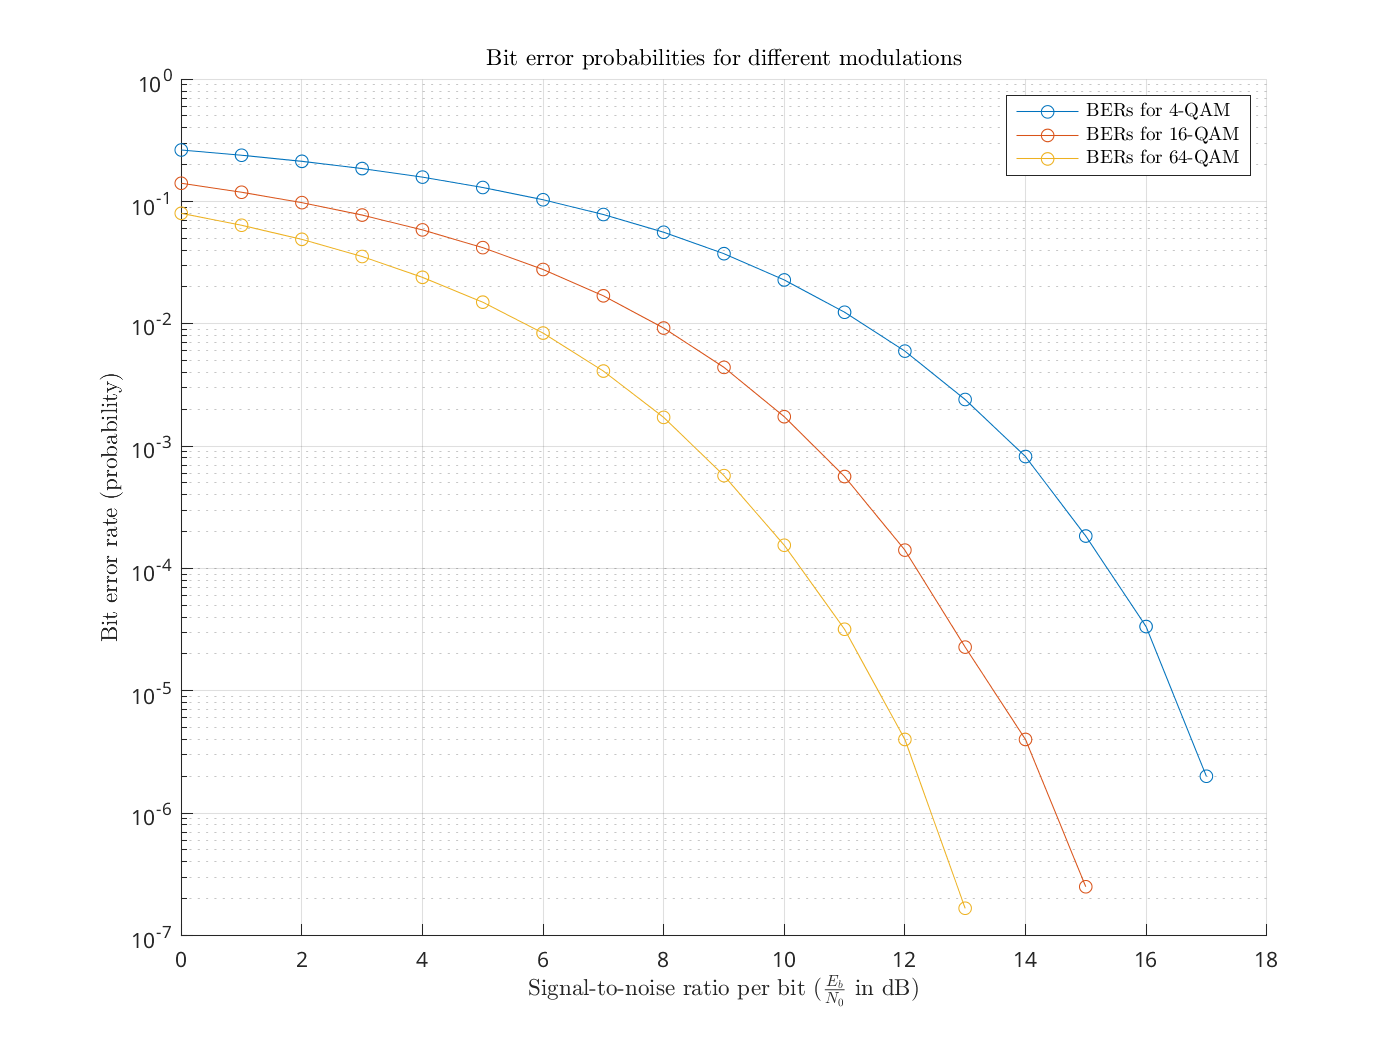 Bit error probabilities for different modulations
BERs for 4-QAM
BERs for 16-QAM
BERs for 64-QAM
10^0
10^-1
10^-2
10^-3
10^-4
10^-5
10^-6
10^-7
Bit error rate (probability)
0 2 4 6 8 10 12 14 16 18
Signal-to-noise ratio per bit (E_b/N_0 in dB)